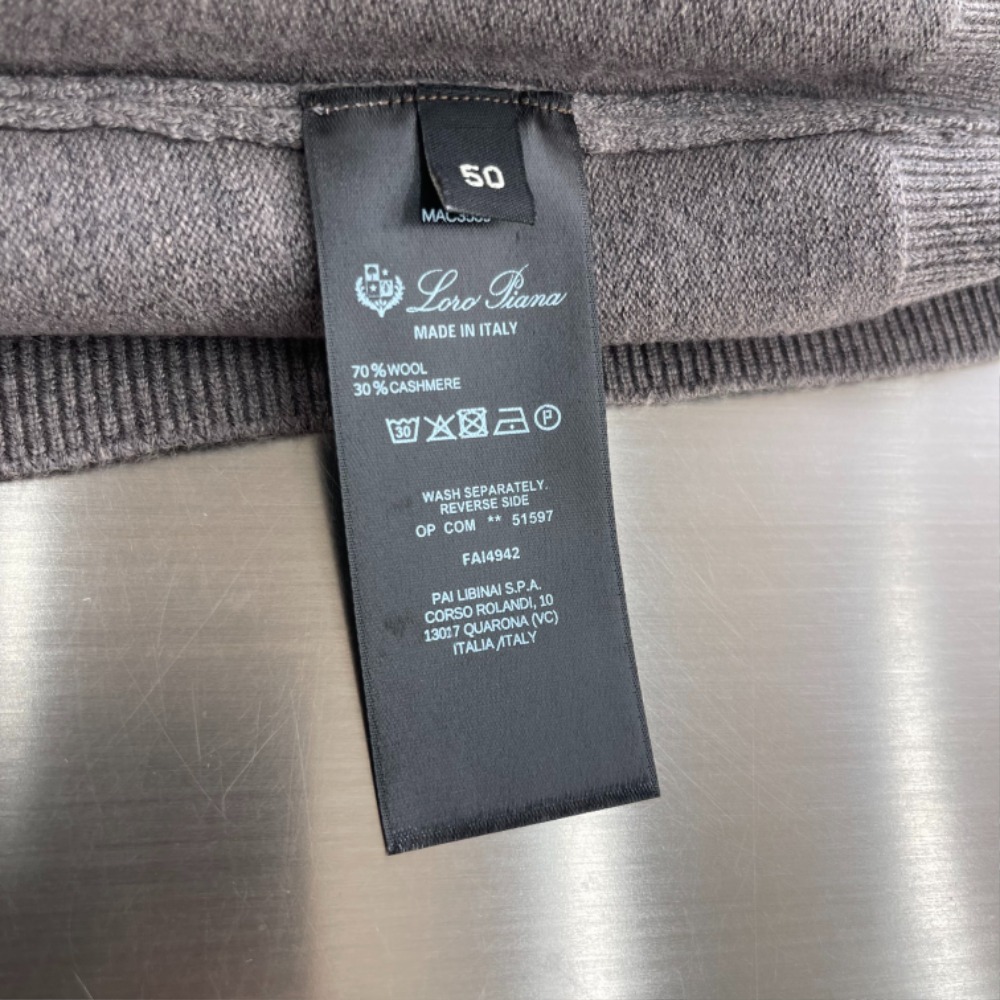 50
Loro Piana
MADE IN ITALY
70% WOOL
30% CASHMERE
30 P
WASH SEPARATELY.
REVERSE SIDE
OP COM ** 51597
FAI4942
PAI LIBINAI S.P.A.
CORSO ROLANDI, 10
13017 QUARONA (VC)
ITALIA /ITALY